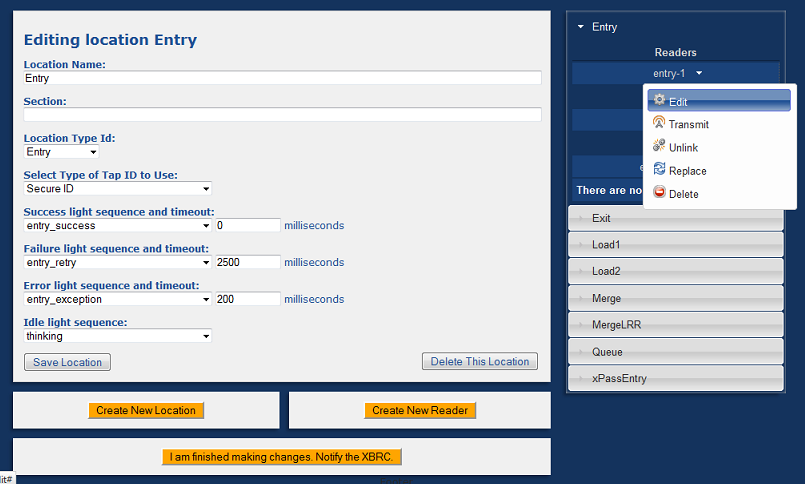 Editing location Entry
Location Name:
Entry
Section:
Location Type Id:
Entry
Select Type of Tap ID to Use:
Secure ID
Success light sequence and timeout:
entry_success 0 milliseconds
Failure light sequence and timeout:
entry_retry 2500 milliseconds
Error light sequence and timeout:
entry_exception 200 milliseconds
Idle light sequence:
thinking
Save Location Delete This Location
Create New Location Create New Reader
I am finished making changes. Notify the XBRC.
Entry
Readers
entry-1
Edit
Transmit
Unlink
Replace
Delete
There are no
Exit
Load1
Load2
Merge
MergeLRR
Queue
xPassEntry